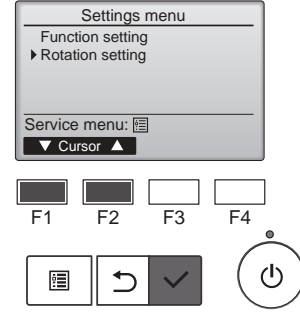 Settings menu
Function setting
Rotation setting
Service menu:
▼ Cursor ▲
F1 F2 F3 F4